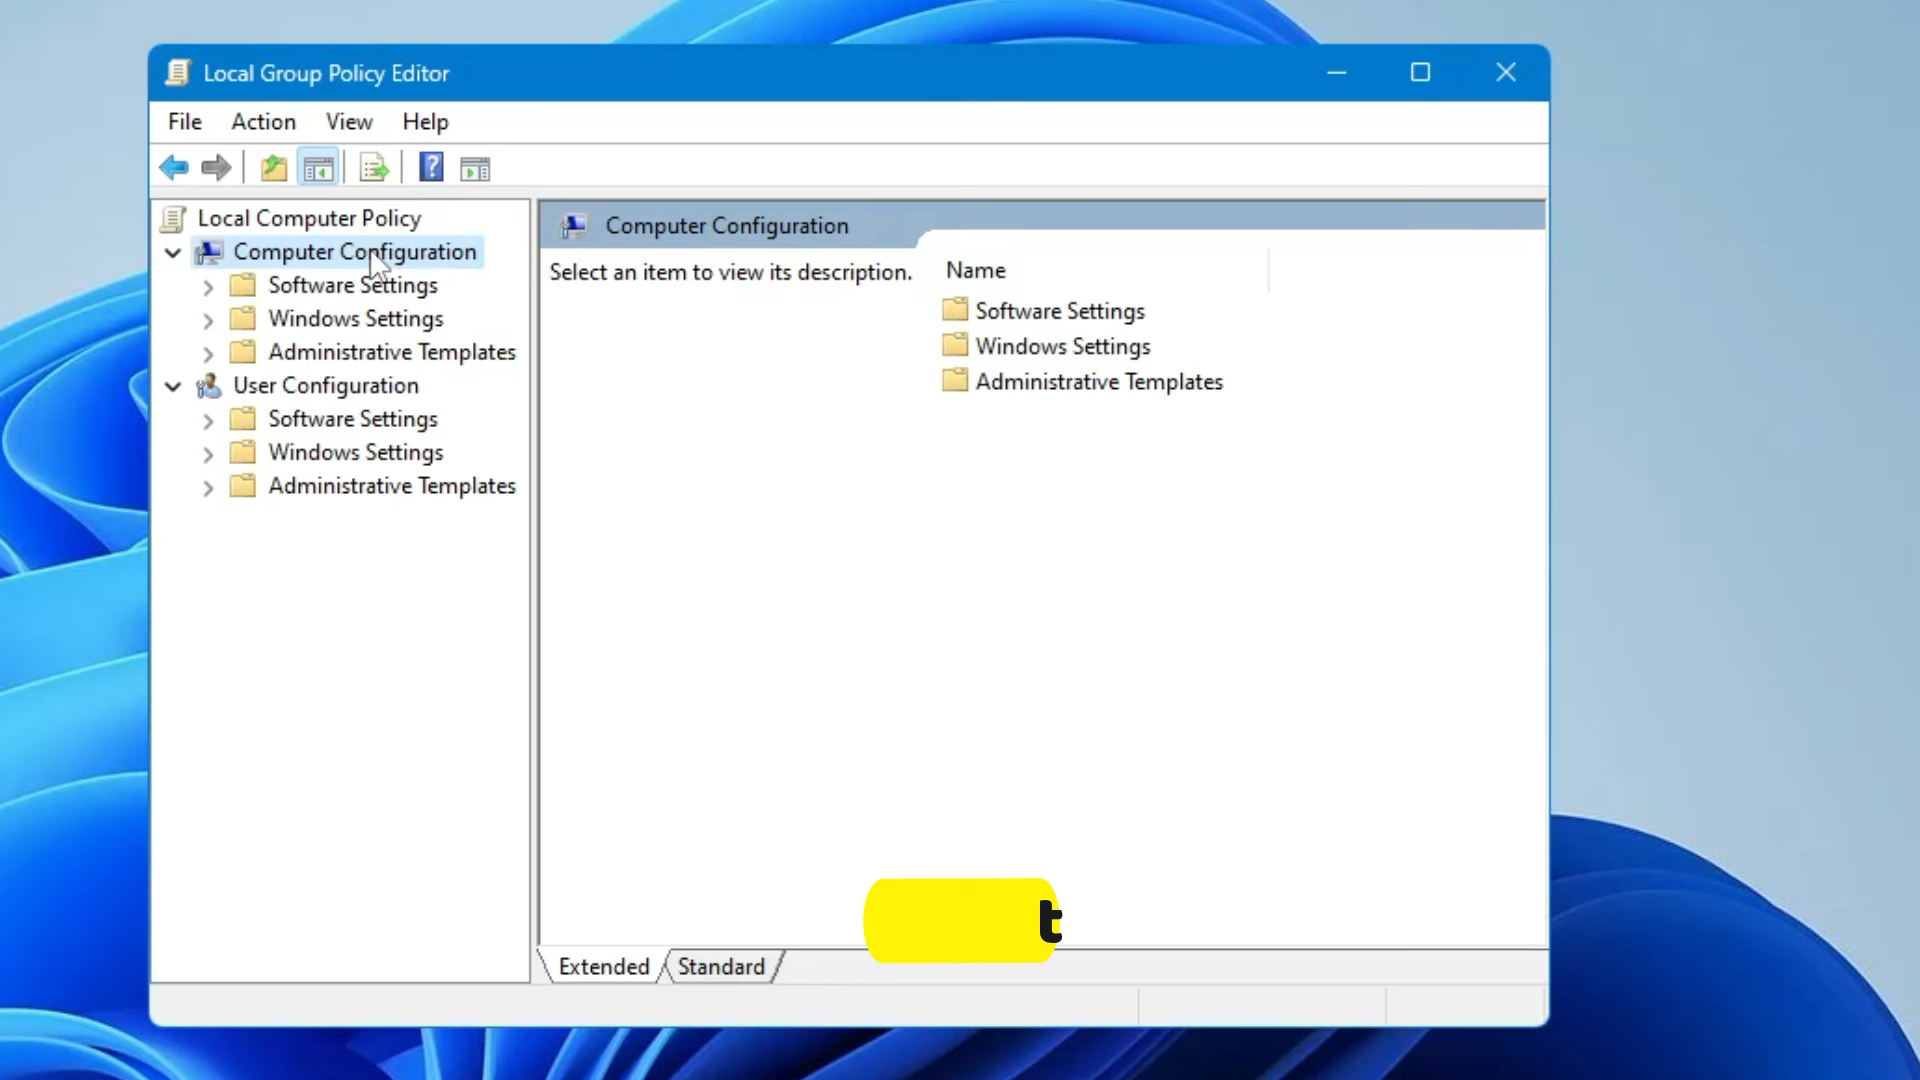 Local Group Policy Editor
File Action View Help
Local Computer Policy
Computer Configuration
Software Settings
Windows Settings
Administrative Templates
User Configuration
Software Settings
Windows Settings
Administrative Templates
Computer Configuration
Select an item to view its description.
Name
Software Settings
Windows Settings
Administrative Templates
t
Extended Standard